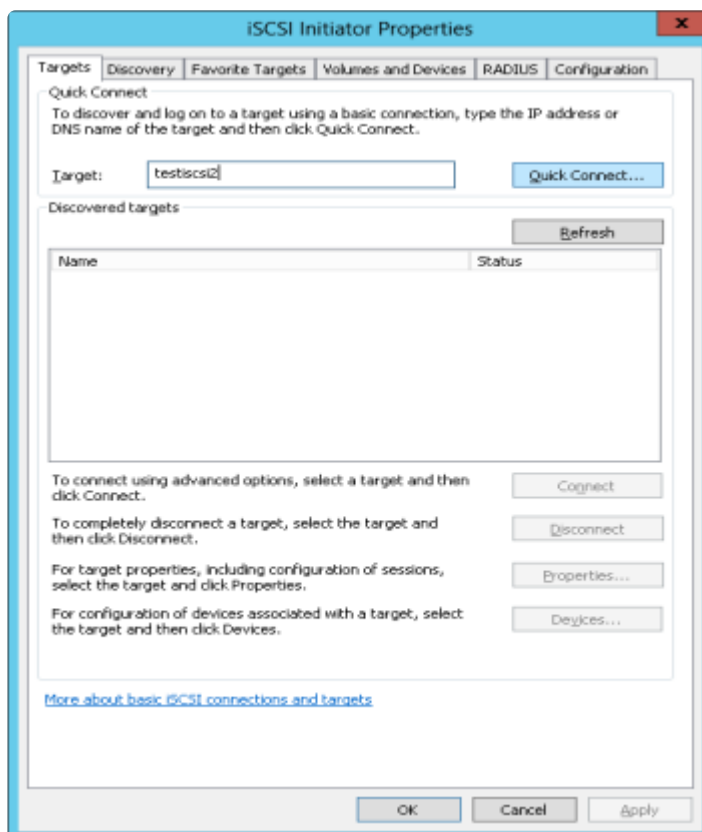 iSCSI Initiator Properties
x
Targets Discovery Favorite Targets Volumes and Devices RADIUS Configuration
Quick Connect
To discover and log on to a target using a basic connection, type the IP address or
DNS name of the target and then click Quick Connect.
Target: testiscsi2 Quick Connect...
Discovered targets
Refresh
Name Status
To connect using advanced options, select a target and then
click Connect.
Connect
To completely disconnect a target, select the target and
then click Disconnect.
Disconnect
For target properties, including configuration of sessions,
select the target and click Properties.
Properties...
For configuration of devices associated with a target, select
the target and then click Devices.
Devices...
More about basic iSCSI connections and targets
OK Cancel Apply